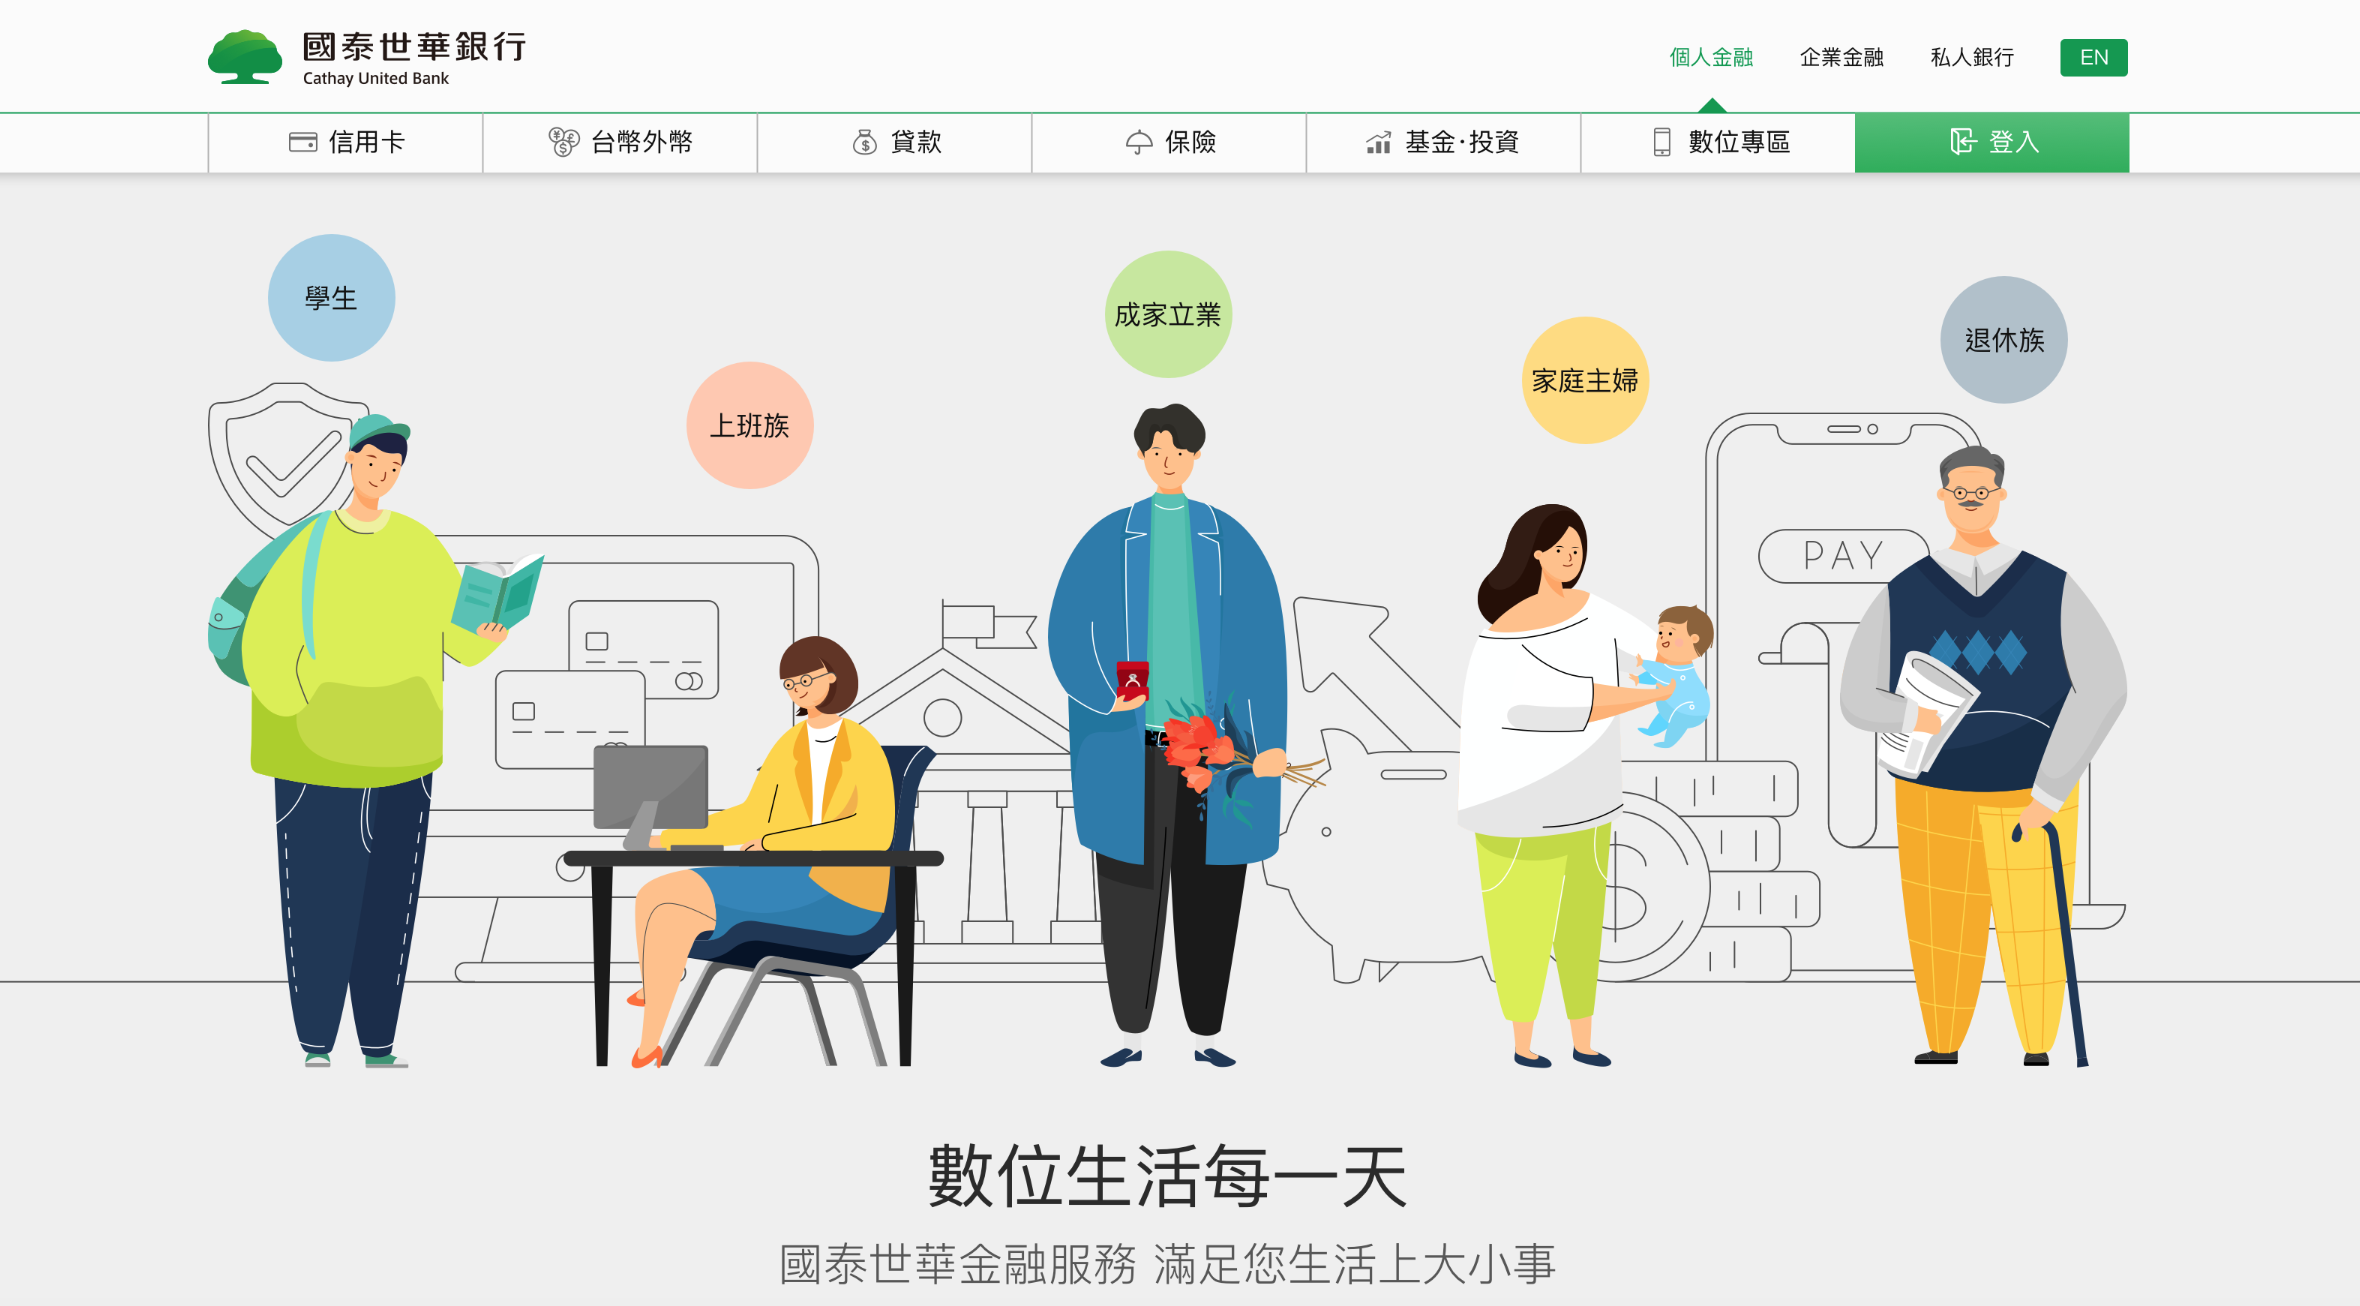 國泰世華銀行
Cathay United Bank
個人金融 企業金融 私人銀行 EN
信用卡 台幣外幣 貸款 保險 基金·投資 數位專區 登入
學生
上班族
成家立業
家庭主婦
退休族
PAY
數位生活每一天
國泰世華金融服務 滿足您生活上大小事